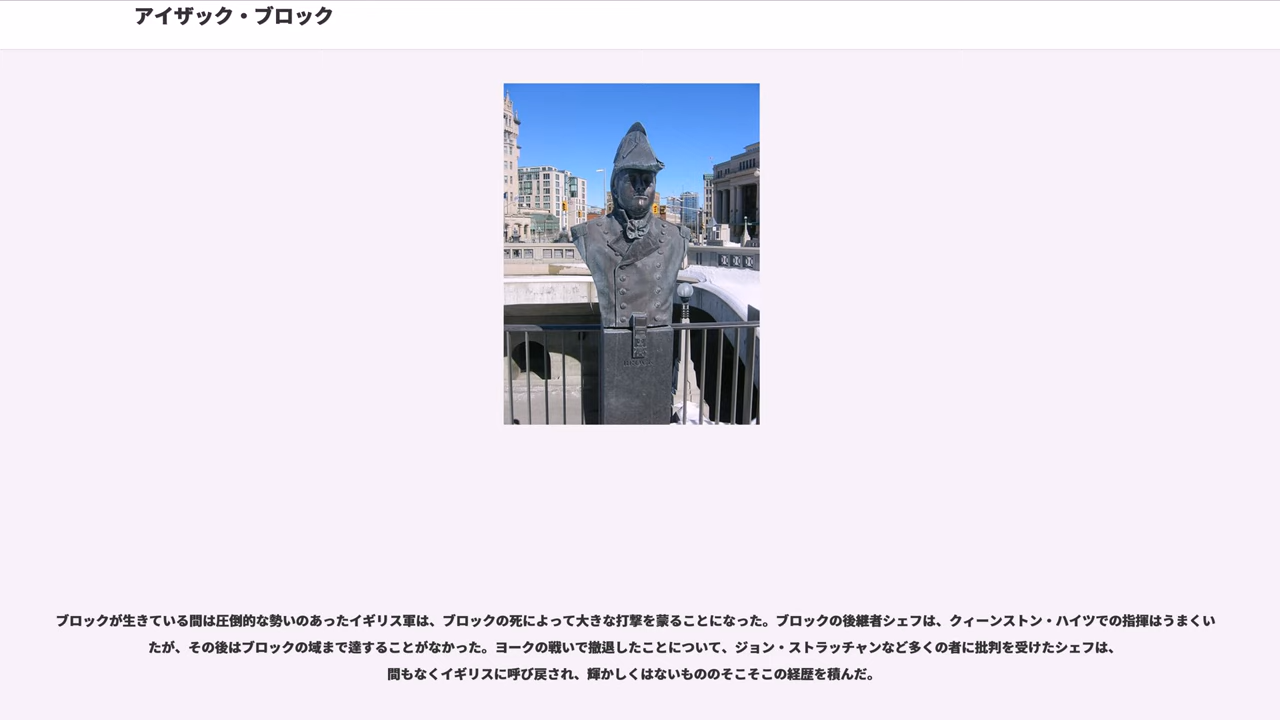 アイザック・ブロック
ブロックが生きている間は圧倒的な勢いのあったイギリス軍は、ブロックの死によって大きな打撃を蒙ることになった。ブロックの後継者シェフは、クィーンストン・ハイツでの指揮はうまくい
たが、その後はブロックの域まで達することがなかった。ヨークの戦いで撤退したことについて、ジョン・ストラッチャンなど多くの者に批判を受けたシェフは、
間もなくイギリスに呼び戻され、輝かしくはないもののそこそこの経歴を積んだ。